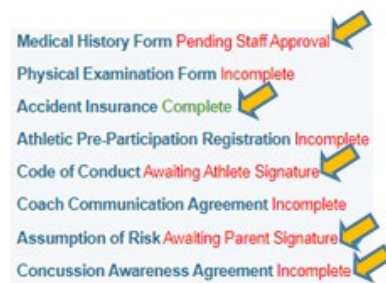 Medical History Form Pending Staff Approval
Physical Examination Form Incomplete
Accident Insurance Complete
Athletic Pre-Participation Registration Incomplete
Code of Conduct Awaiting Athlete Signature
Coach Communication Agreement Incomplete
Assumption of Risk Awaiting Parent Signature
Concussion Awareness Agreement Incomplete